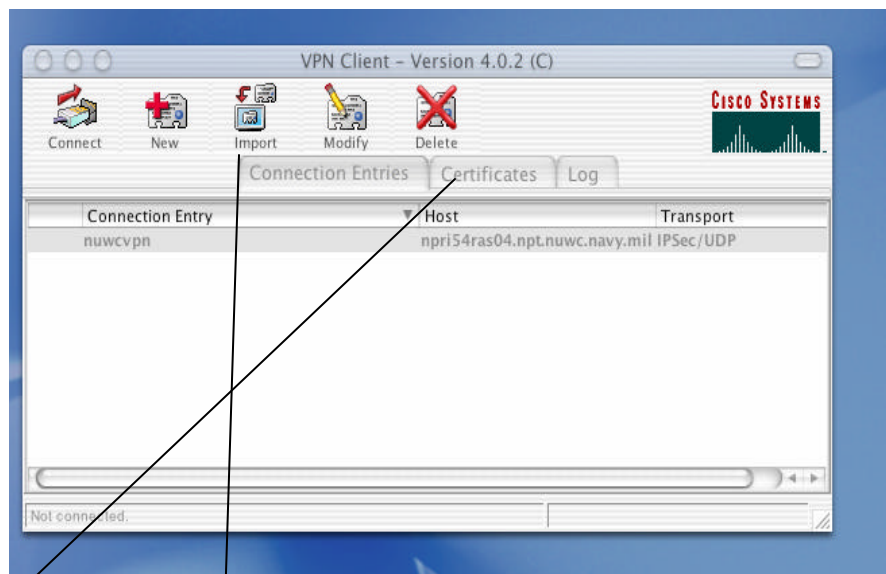 VPN Client – Version 4.0.2 (C)
Connect New Import Modify Delete
CISCO SYSTEMS
Connection Entries Certificates Log
Connection Entry Host Transport
nuwcvpn npri54ras04.npt.nuwc.navy.mil IPSec/UDP
Not connected.